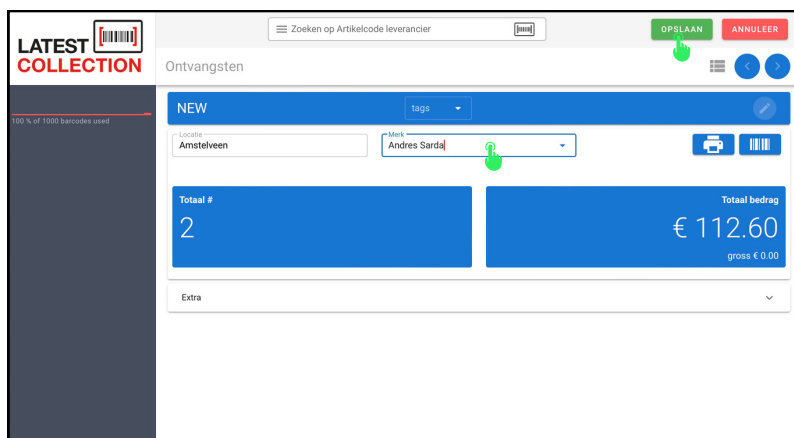 LATEST
COLLECTION
Zoeken op Artikelcode leverancier
OPSLAAN
ANNULEER
Ontvangsten
100 % of 1000 barcodes used
NEW
tags
Locatie
Amstelveen
Merk
Andres Sarda
Totaal #
2
Totaal bedrag
€ 112.60
gross € 0.00
Extra